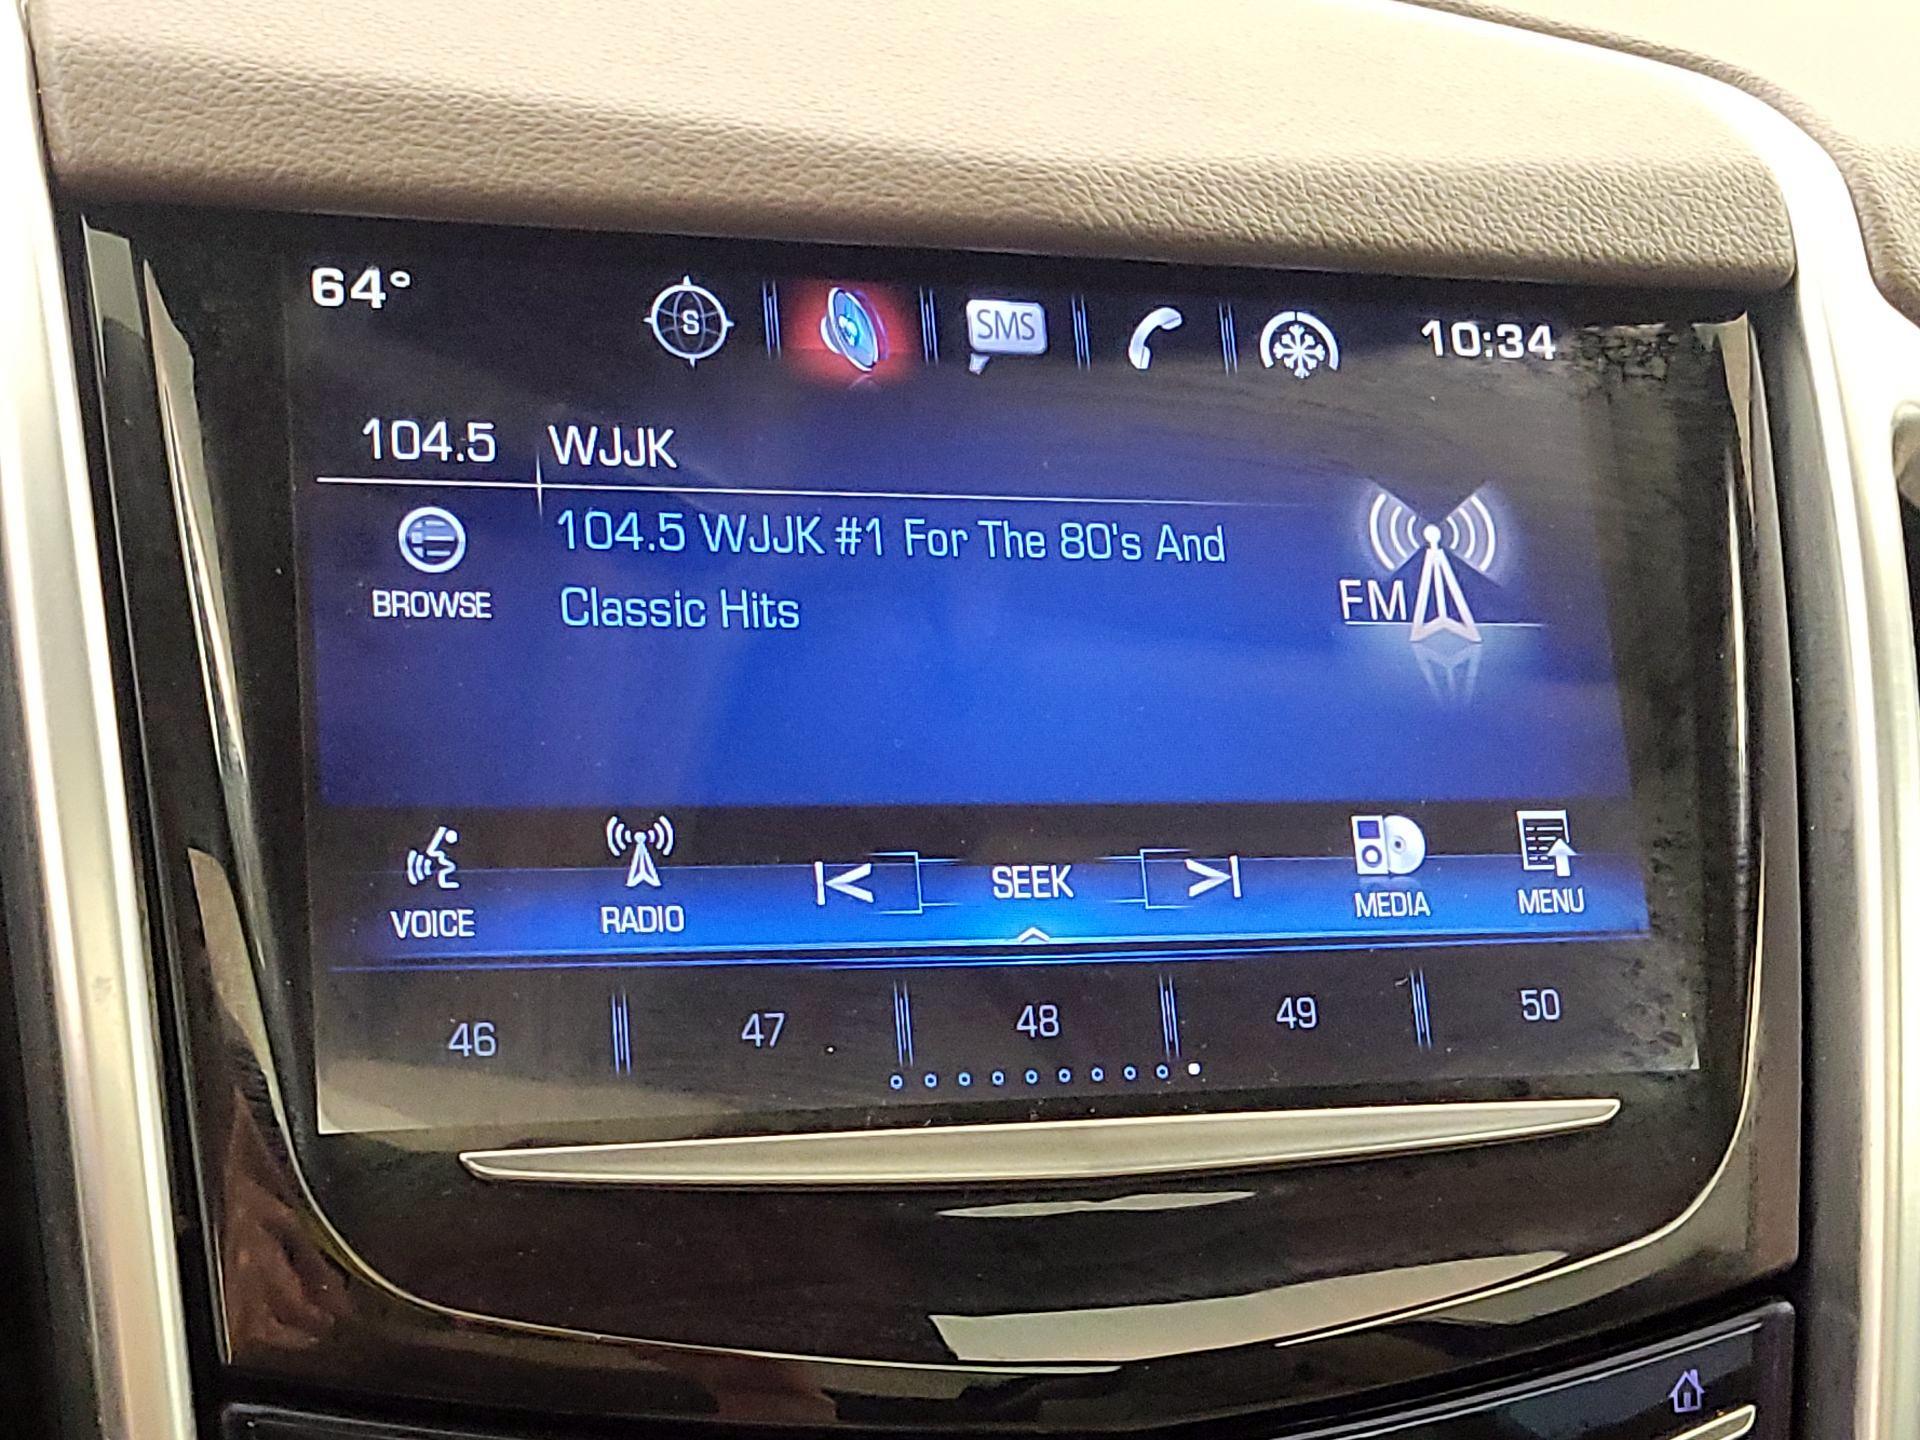 64°
S
SMS
10:34
104.5 WJJK
104.5 WJJK #1 For The 80's And
Classic Hits
BROWSE
FM
VOICE
RADIO
SEEK
MEDIA
MENU
46 47 48 49 50